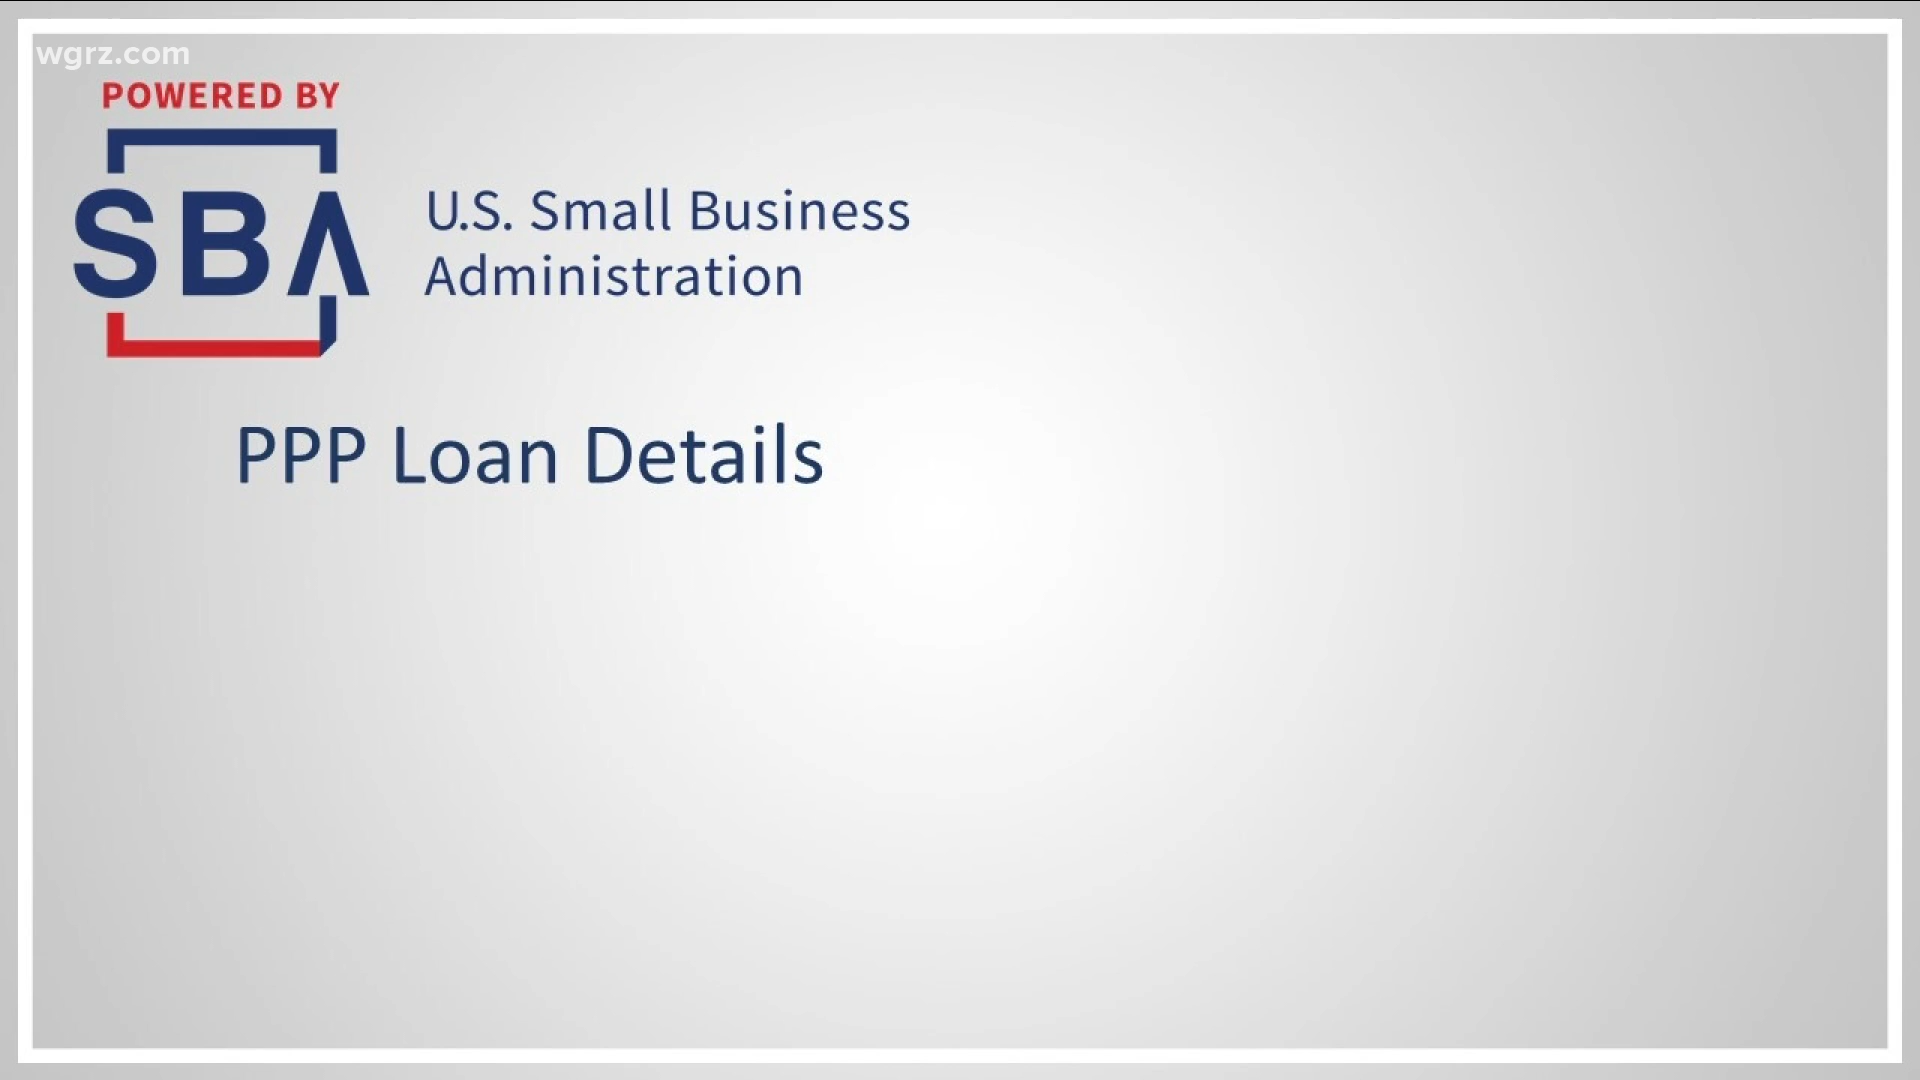 wgrz.com
POWERED BY
SBA
U.S. Small Business
Administration
PPP Loan Details